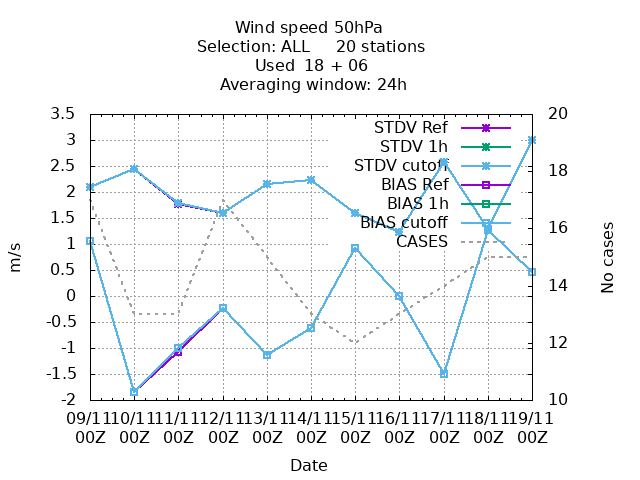 Wind speed 50hPa
Selection: ALL     20 stations
Used  18 + 06
Averaging window: 24h
3.5
3
2.5
2
1.5
1
0.5
0
-0.5
-1
-1.5
-2
m/s
20
18
16
14
12
10
No cases
STDV Ref
STDV 1h
STDV cutoff
BIAS Ref
BIAS 1h
BIAS cutoff
CASES
09/11 10/11 11/11 12/11 13/11 14/11 15/11 16/11 17/11 18/11 19/11
00Z 00Z 00Z 00Z 00Z 00Z 00Z 00Z 00Z 00Z 00Z
Date